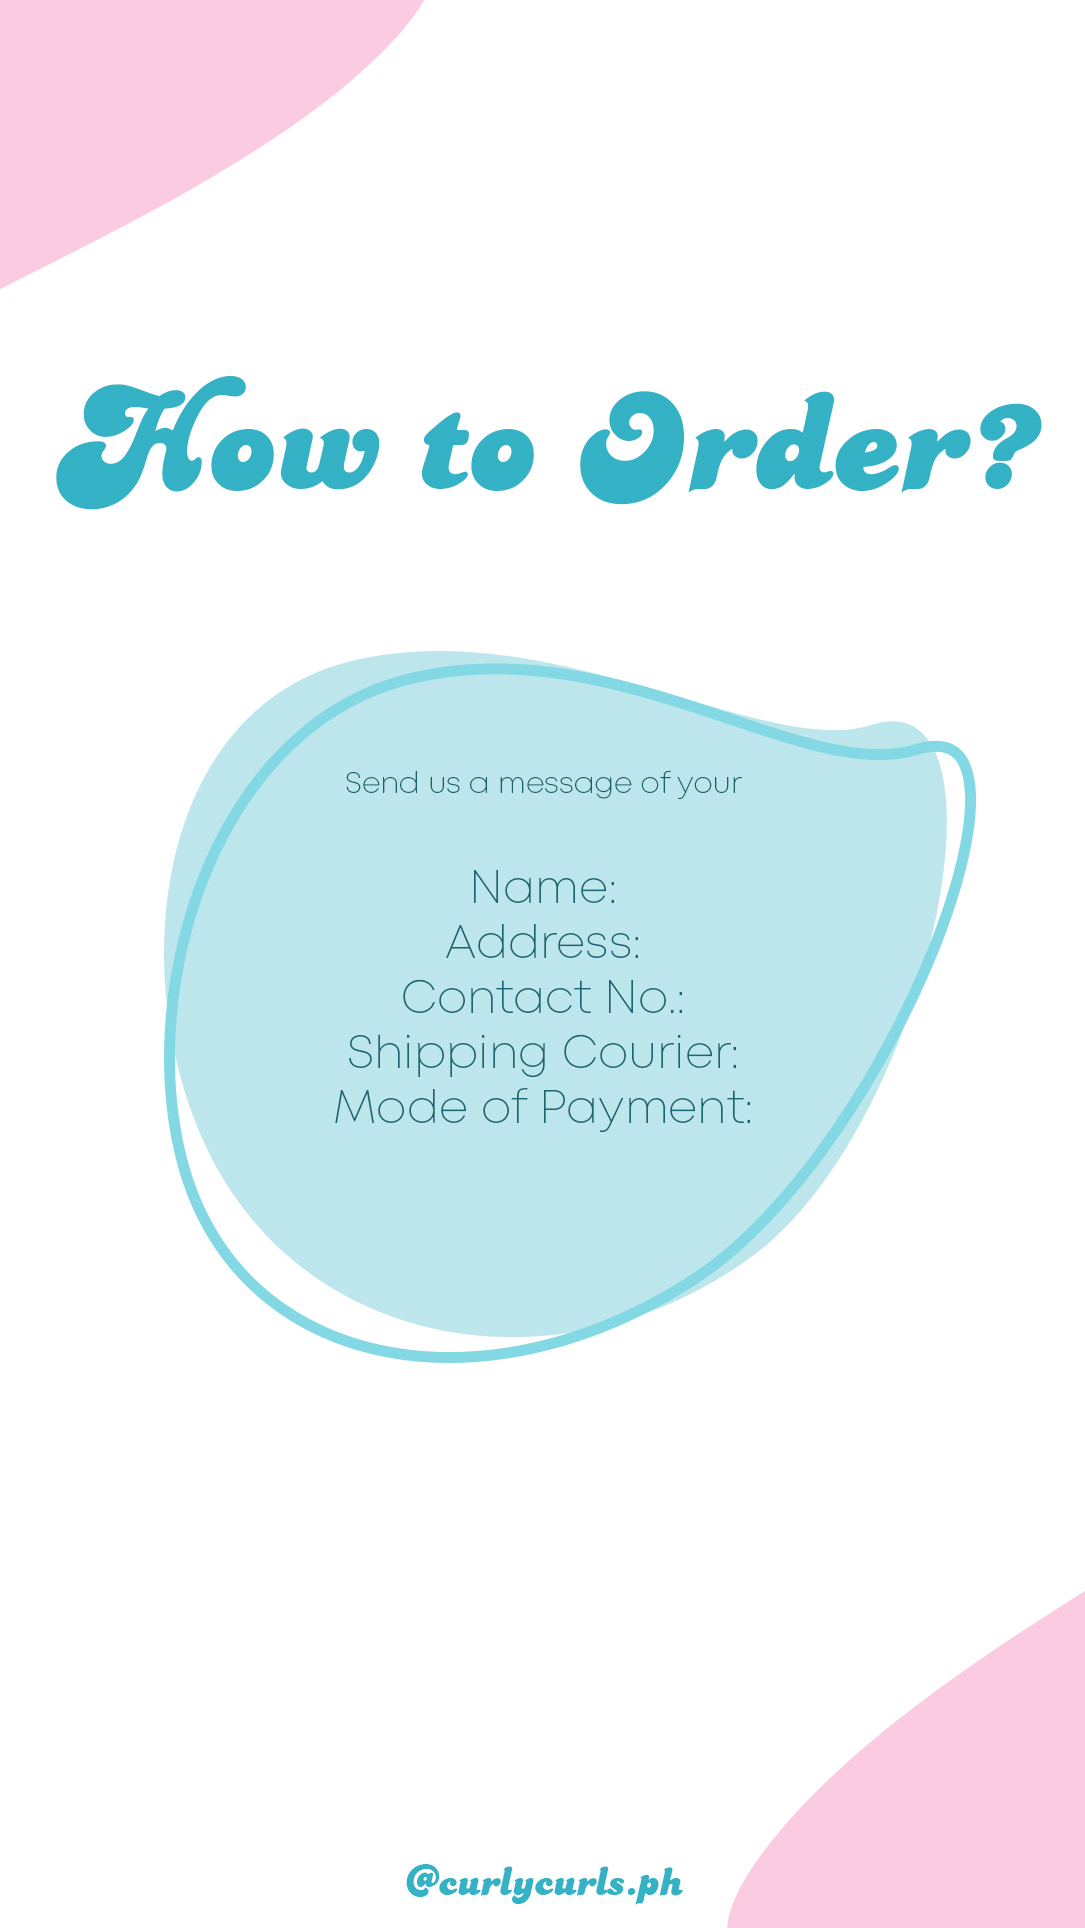 How to Order?
Send us a message of your
Name:
Address:
Contact No.:
Shipping Courier:
Mode of Payment:
@curlycurls.ph